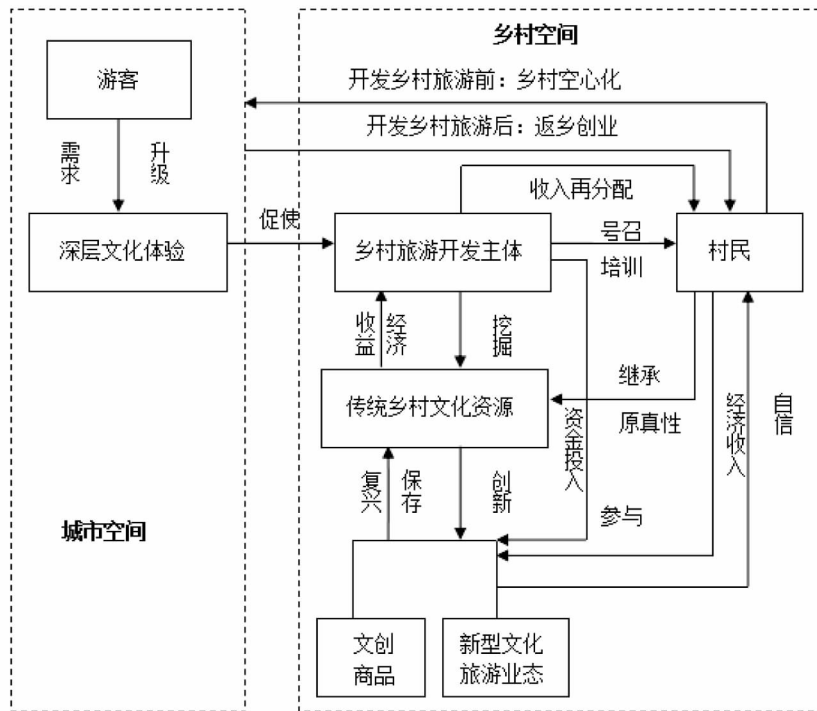 乡村空间
游客
开发乡村旅游前：乡村空心化
开发乡村旅游后：返乡创业
需求
升级
收入再分配
促使
号召
深层文化体验
乡村旅游开发主体
村民
培训
收益
经济
挖掘
继承
传统乡村文化资源
原真性
资金投入
经济收入
自信
复兴
保存
创新
参与
城市空间
文创
商品
新型文化
旅游业态